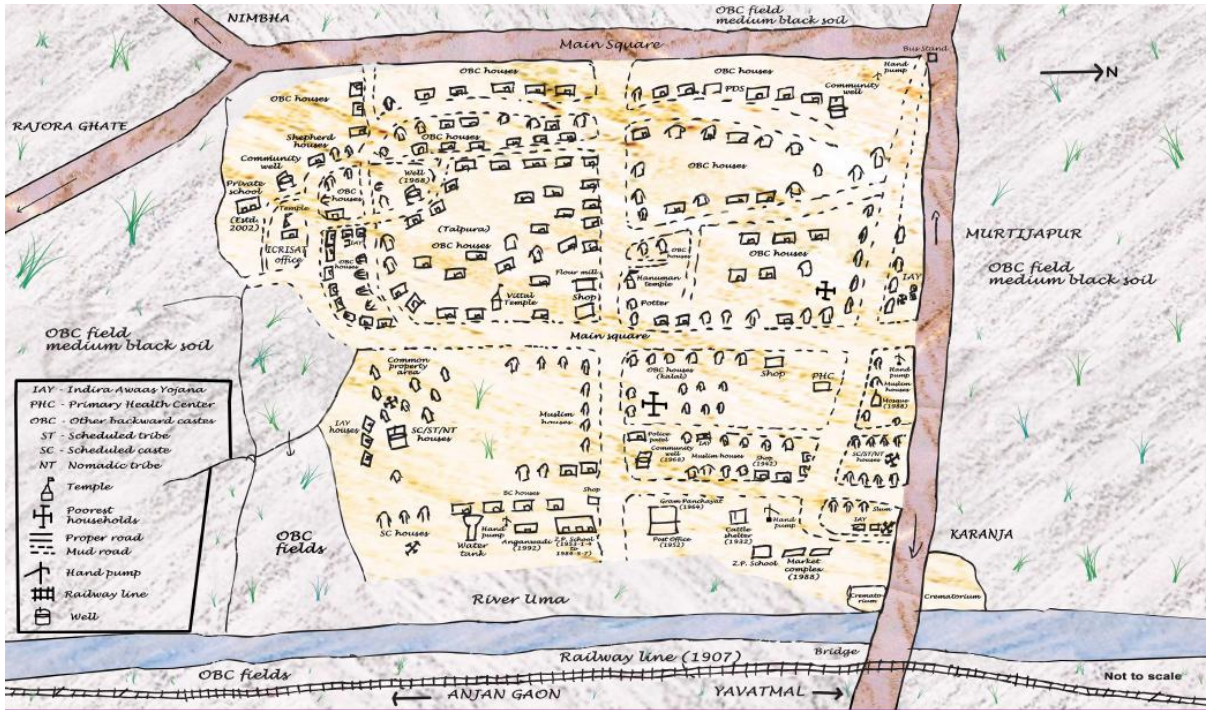 NIMBHA
OBC field
medium black soil
Main Square
Bus Stand
N
RAJORA GHATE
OBC houses
OBC houses
OBC houses
PDS
Hand
pump
Community
well
Shepherd
houses
OBC houses
OBC houses
Community
well
Private
school
(Estd.
2002)
Temple
ICRISAT
office
OBC
houses
Well
(1968)
IAY
OBC
houses
(Talpura)
OBC houses
Vittal
Temple
Flour mill
Shop
OBC
houses
Hanuman
Temple
Potter
OBC houses
IAY
MURTIJAPUR
OBC field
medium black soil
OBC field
medium black soil
Main square
Common
property
area
IAY
houses
SC/ST/NT
houses
Muslim
houses
OBC houses
(kalal)
Shop
PHC
Hand
pump
Muslim
houses
Mosque
(1988)
Police
patel
IAY
Community
well
(1968)
Muslim houses
Shop
(1942)
SC/ST/NT
houses
IAY - Indira Awaas Yojana
PHC - Primary Health Center
OBC - Other backward castes
ST - Scheduled tribe
SC - Scheduled caste
NT - Nomadic tribe
Temple
Poorest
households
Proper road
Mud road
Hand pump
Railway line
Well
OBC
fields
SC houses
Water
tank
Hand
pump
Anganwadi
(1992)
Shop
Z.P. School
Gram Panchayat
Post Office
(1952)
Cattle
shelter
(1932)
Hand
pump
Slum
IAY
Z.P. School
Market
complex
(1988)
KARANJA
Cremato-
rium
Crematorium
River Uma
Railway line (1907)
Bridge
OBC fields
ANJAN GAON
YAVATMAL
Not to scale